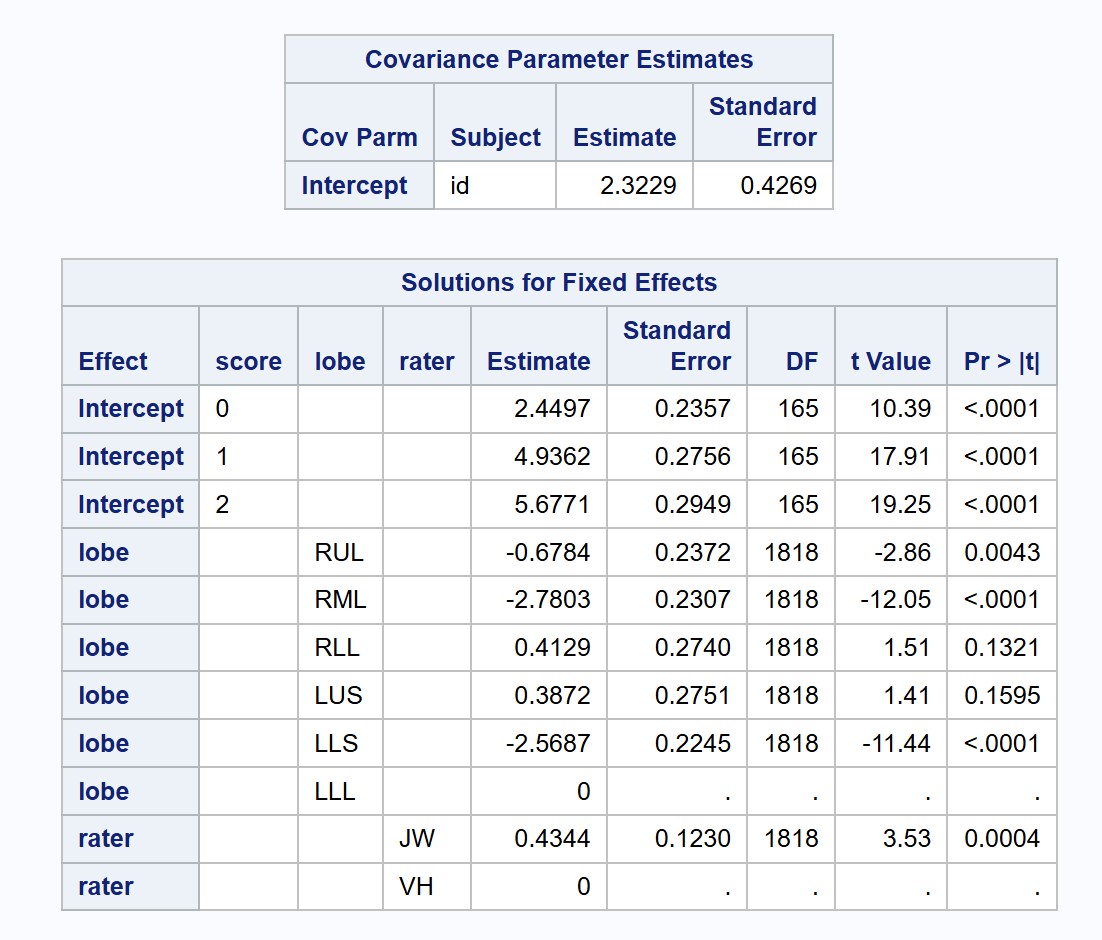 Covariance Parameter Estimates
Cov Parm Subject Estimate Standard Error
Intercept id 2.3229 0.4269
Solutions for Fixed Effects
Effect score lobe rater Estimate Standard Error DF t Value Pr > |t|
Intercept 0 2.4497 0.2357 165 10.39 <.0001
Intercept 1 4.9362 0.2756 165 17.91 <.0001
Intercept 2 5.6771 0.2949 165 19.25 <.0001
lobe RUL -0.6784 0.2372 1818 -2.86 0.0043
lobe RML -2.7803 0.2307 1818 -12.05 <.0001
lobe RLL 0.4129 0.2740 1818 1.51 0.1321
lobe LUS 0.3872 0.2751 1818 1.41 0.1595
lobe LLS -2.5687 0.2245 1818 -11.44 <.0001
lobe LLL 0 . . . .
rater JW 0.4344 0.1230 1818 3.53 0.0004
rater VH 0 . . . .